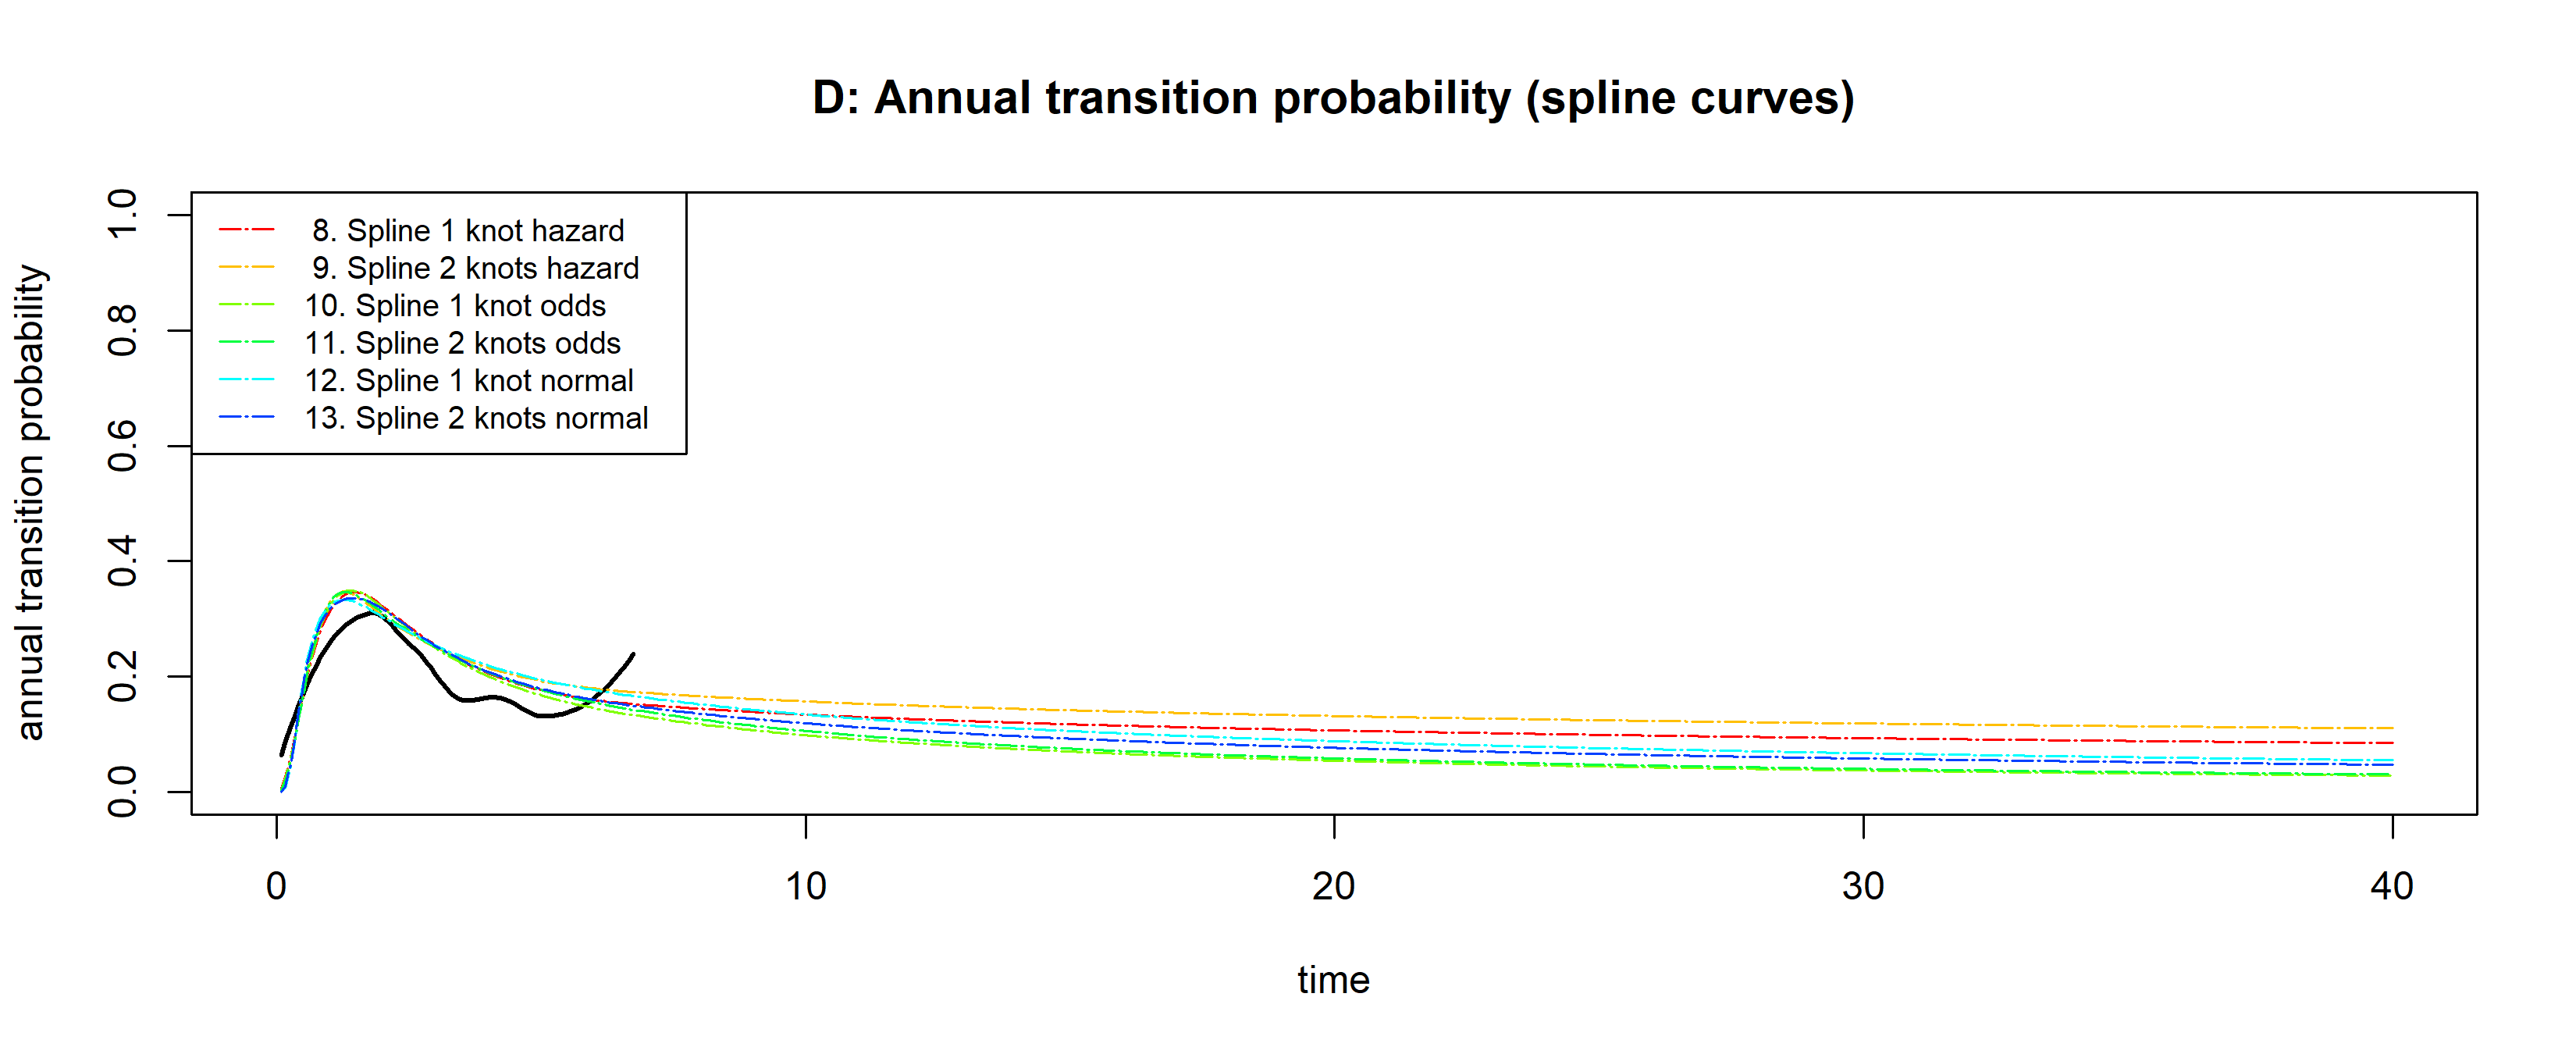 D: Annual transition probability (spline curves)
annual transition probability
1.0
0.8
0.6
0.4
0.2
0.0
8. Spline 1 knot hazard
9. Spline 2 knots hazard
10. Spline 1 knot odds
11. Spline 2 knots odds
12. Spline 1 knot normal
13. Spline 2 knots normal
0 10 20 30 40
time